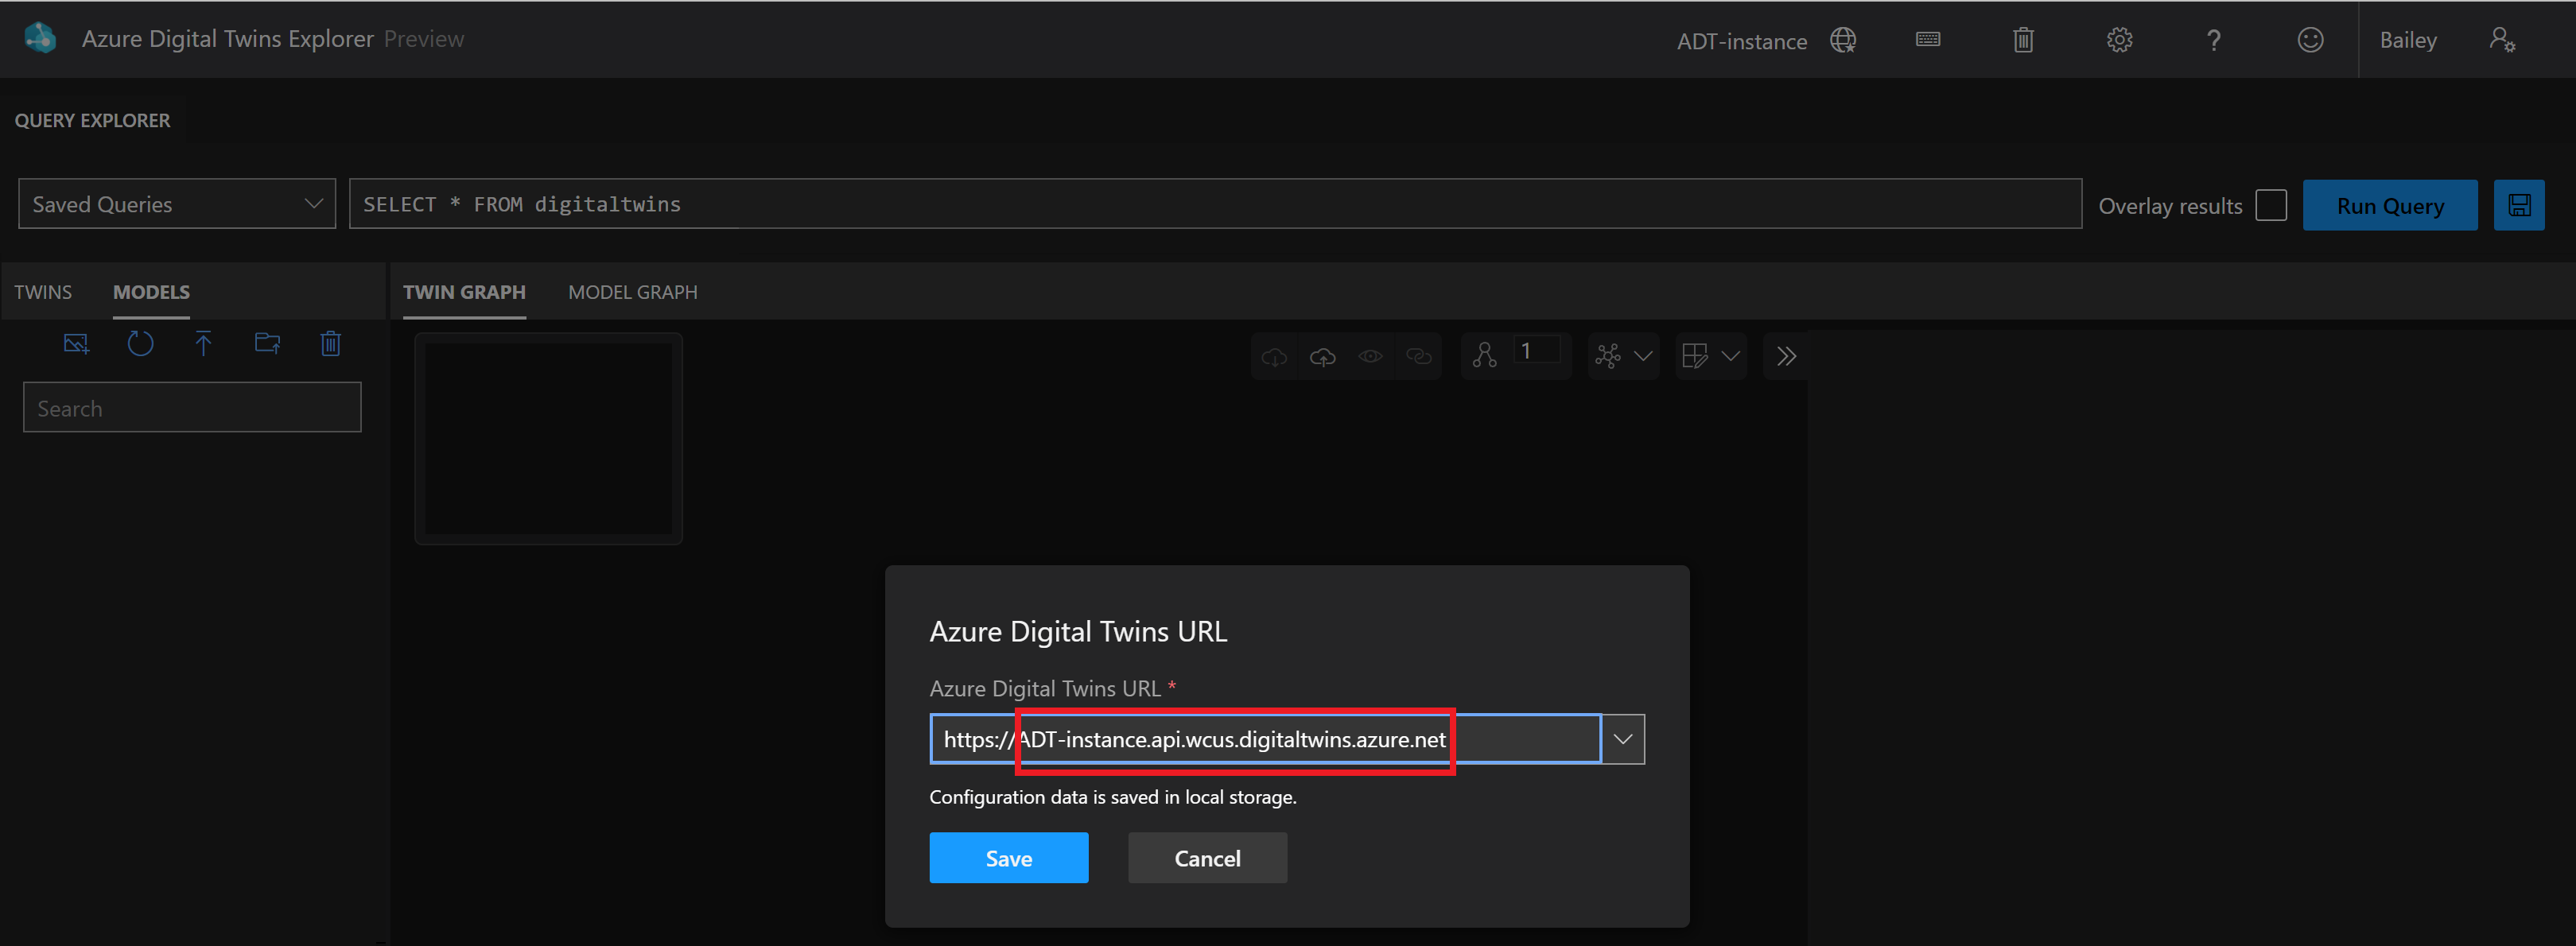 Azure Digital Twins Explorer Preview
ADT-instance
?
Bailey
QUERY EXPLORER
Saved Queries
SELECT * FROM digitaltwins
Overlay results
Run Query
TWINS
MODELS
TWIN GRAPH
MODEL GRAPH
1
Search
Azure Digital Twins URL
Azure Digital Twins URL *
https://ADT-instance.api.wcus.digitaltwins.azure.net
Configuration data is saved in local storage.
Save
Cancel